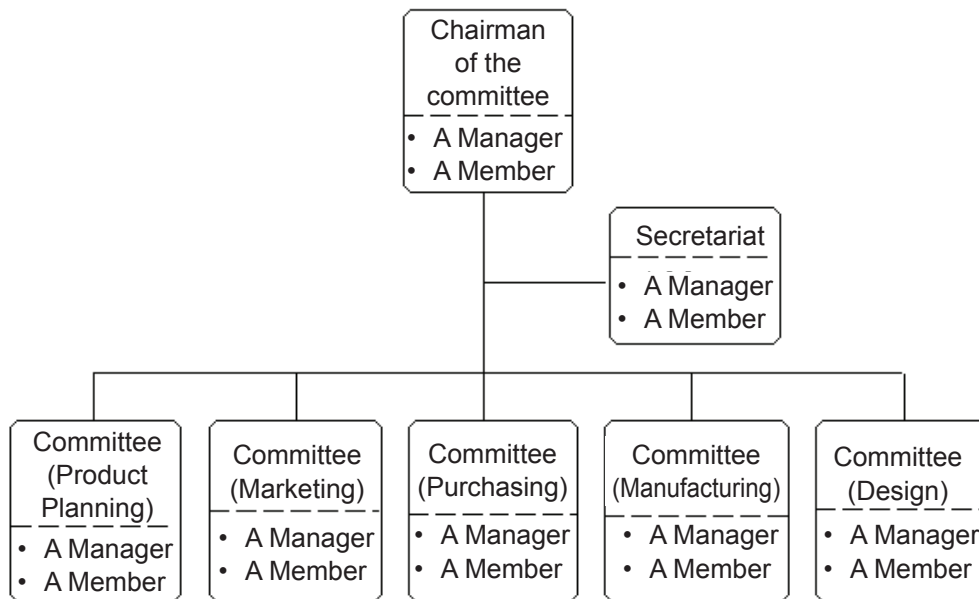 Chairman
of the
committee
• A Manager
• A Member
Secretariat
• A Manager
• A Member
Committee
(Product
Planning)
• A Manager
• A Member
Committee
(Marketing)
• A Manager
• A Member
Committee
(Purchasing)
• A Manager
• A Member
Committee
(Manufacturing)
• A Manager
• A Member
Committee
(Design)
• A Manager
• A Member